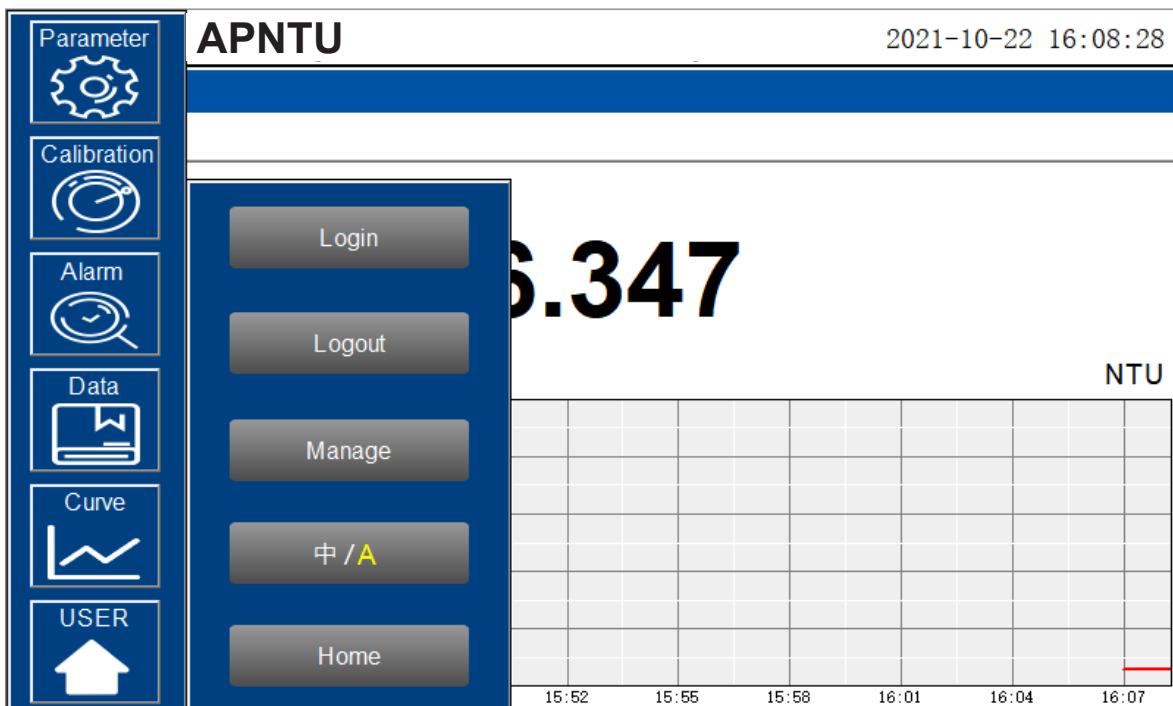 Parameter
APNTU
2021-10-22 16:08:28
Calibration
Alarm
Data
Curve
USER
Login
Logout
Manage
中/A
Home
6.347
NTU
15:52 15:55 15:58 16:01 16:04 16:07